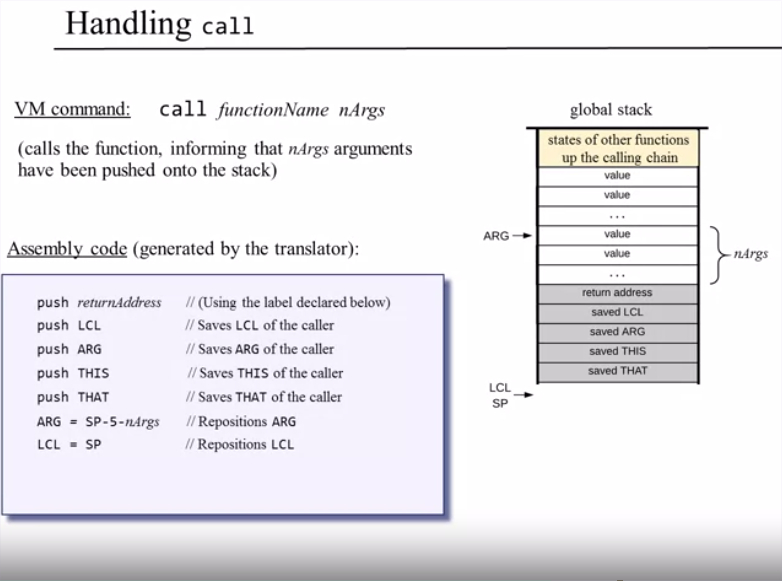 Handling call
VM command: call functionName nArgs
(calls the function, informing that nArgs arguments
have been pushed onto the stack)
Assembly code (generated by the translator):
push returnAddress // (Using the label declared below)
push LCL // Saves LCL of the caller
push ARG // Saves ARG of the caller
push THIS // Saves THIS of the caller
push THAT // Saves THAT of the caller
ARG = SP-5-nArgs // Repositions ARG
LCL = SP // Repositions LCL
global stack
states of other functions
up the calling chain
value
value
...
ARG value
value
nArgs
...
return address
saved LCL
saved ARG
saved THIS
saved THAT
LCL
SP